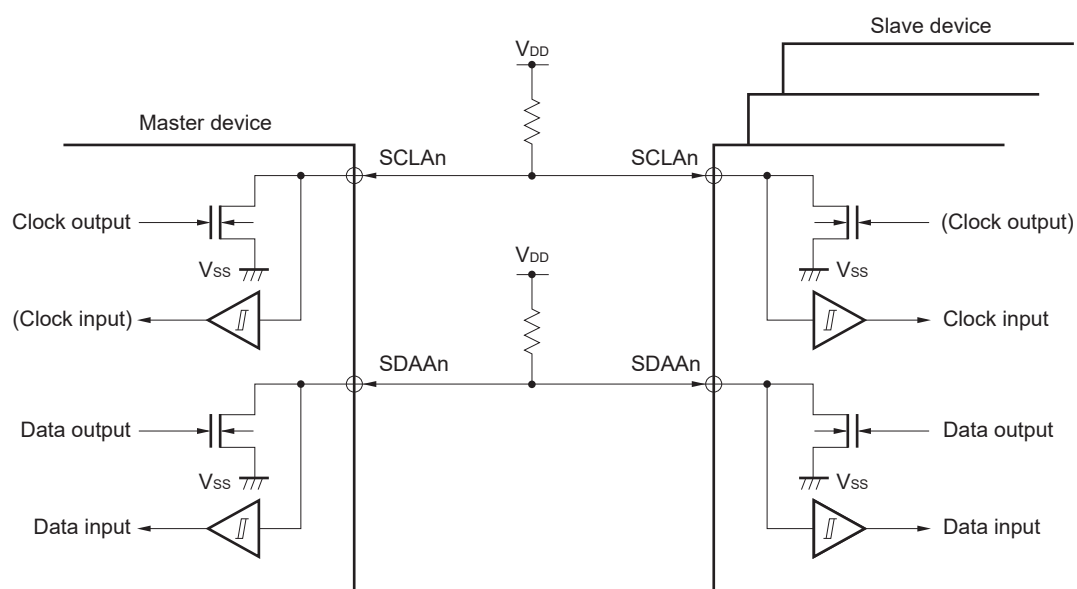 Slave device
VDD
Master device
SCLAn
SCLAn
Clock output
(Clock output)
VSS
VSS
VDD
(Clock input)
Clock input
SDAAn
SDAAn
Data output
Data output
VSS
VSS
Data input
Data input